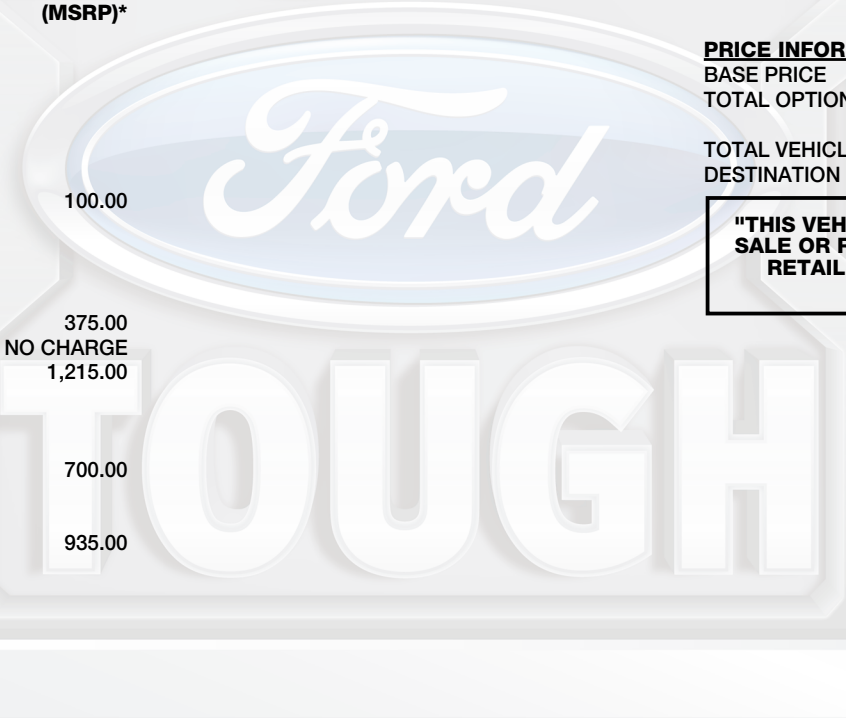 (MSRP)*
100.00
375.00
NO CHARGE
1,215.00
700.00
935.00
PRICE INFOR
BASE PRICE
TOTAL OPTION
TOTAL VEHICL
DESTINATION
"THIS VEH
SALE OR F
RETAIL
Ford
TOUGH